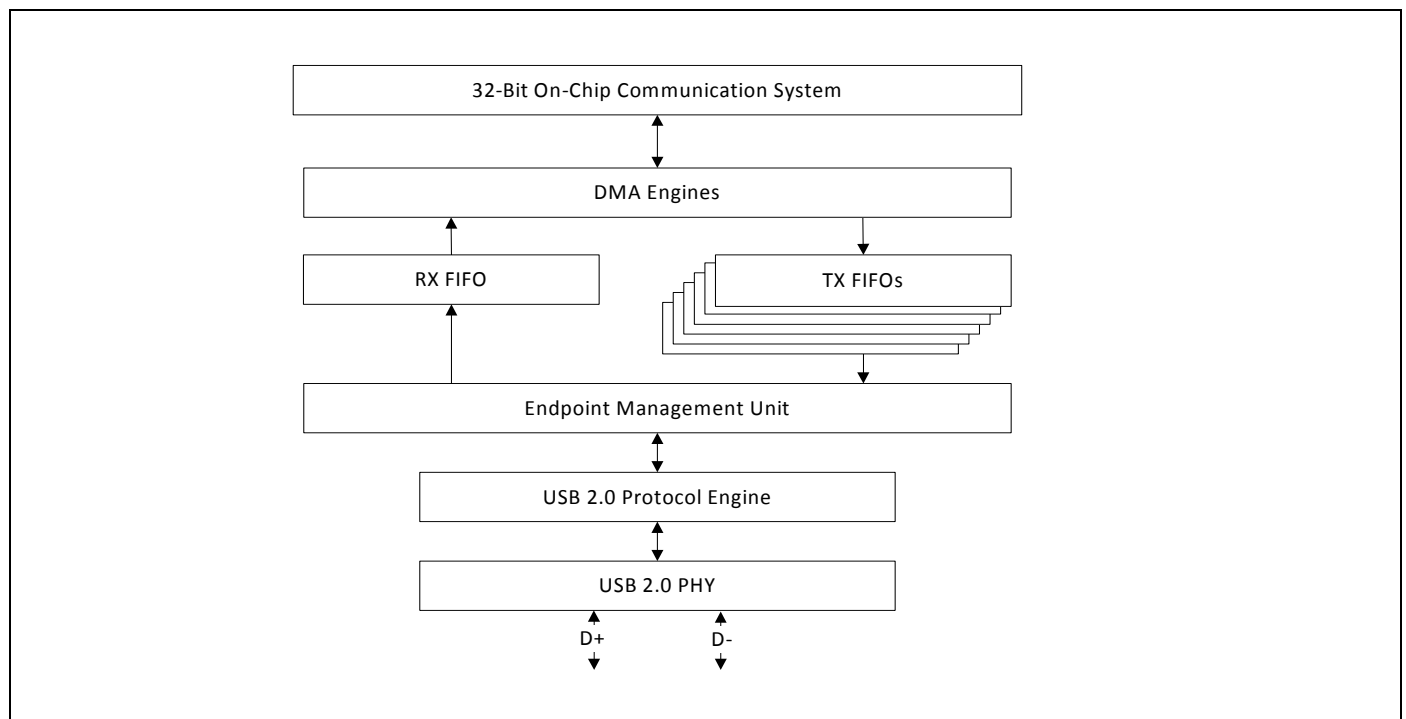 32-Bit On-Chip Communication System
DMA Engines
RX FIFO
TX FIFOs
Endpoint Management Unit
USB 2.0 Protocol Engine
USB 2.0 PHY
D+
D-